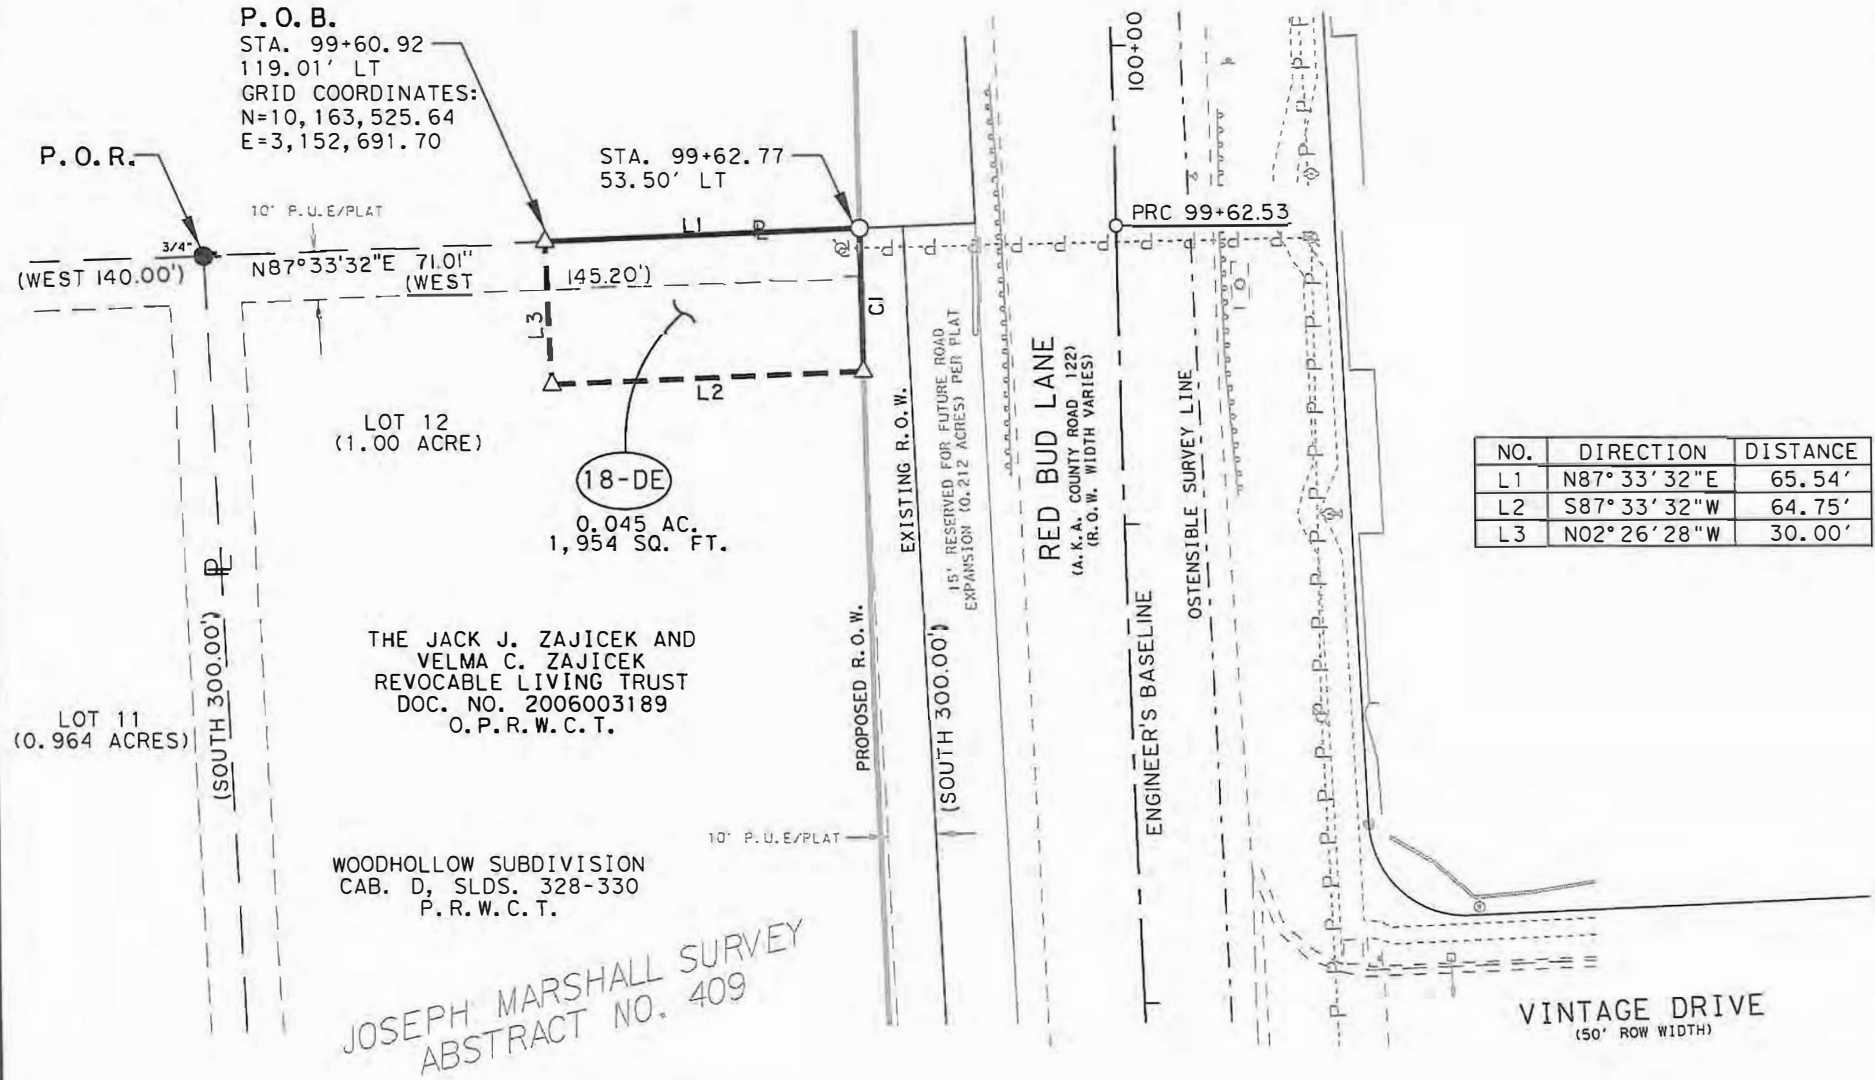 P.O.B.
STA. 99+60.92
119.01' LT
GRID COORDINATES:
N=10,163,525.64
E=3,152,691.70
P.O.R.
STA. 99+62.77
53.50' LT
100+00
10' P.U.E/PLAT
3/4"
(WEST 140.00')
N87°33'32"E 71.01''
(WEST 145.20')
L1
PL
PRC 99+62.53
L3
C1
L2
LOT 12
(1.00 ACRE)
18-DE
0.045 AC.
1,954 SQ. FT.
EXISTING R.O.W.
15' RESERVED FOR FUTURE ROAD
EXPANSION (0.212 ACRES) PER PLAT
RED BUD LANE
(A.K.A. COUNTY ROAD 122)
(R.O.W. WIDTH VARIES)
OSTENSIBLE SURVEY LINE
ENGINEER'S BASELINE
NO. DIRECTION DISTANCE
L1 N87°33'32"E 65.54'
L2 S87°33'32"W 64.75'
L3 N02°26'28"W 30.00'
PL
(SOUTH 300.00')
THE JACK J. ZAJICEK AND
VELMA C. ZAJICEK
REVOCABLE LIVING TRUST
DOC. NO. 2006003189
O.P.R.W.C.T.
PROPOSED R.O.W.
(SOUTH 300.00')
LOT 11
(0.964 ACRES)
10' P.U.E/PLAT
WOODHOLLOW SUBDIVISION
CAB. D, SLDS. 328-330
P.R.W.C.T.
JOSEPH MARSHALL SURVEY
ABSTRACT NO. 409
VINTAGE DRIVE
(50' ROW WIDTH)